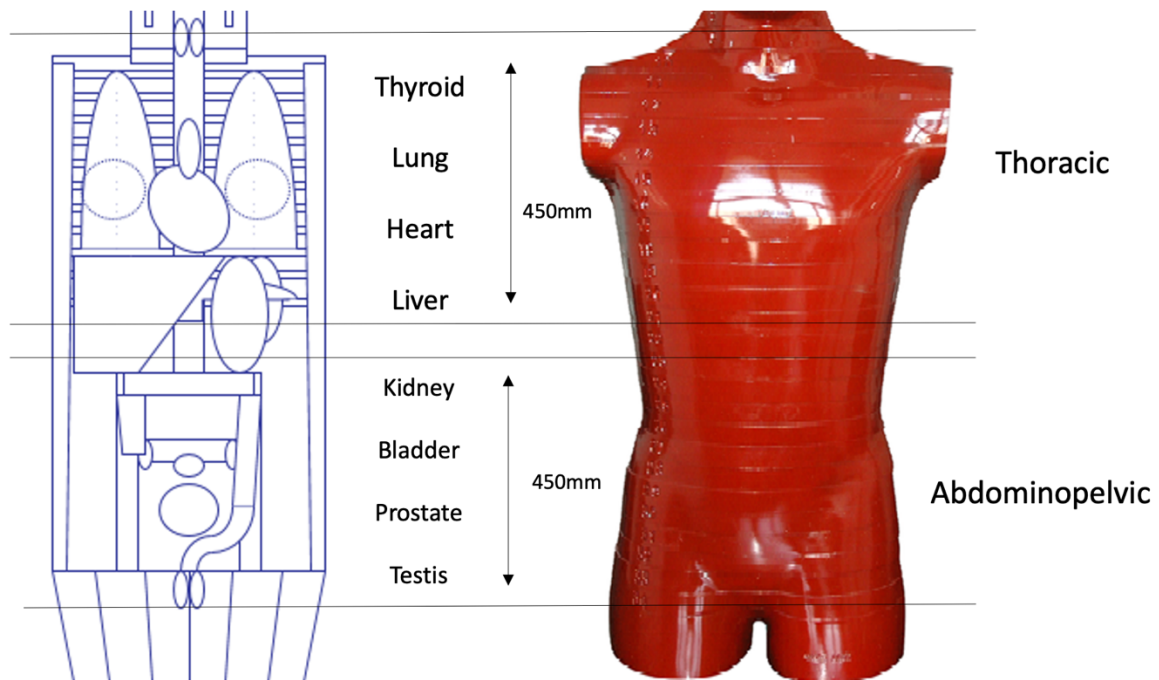 Thyroid
Lung
Thoracic
450mm
Heart
Liver
Kidney
Bladder
450mm
Abdominopelvic
Prostate
Testis